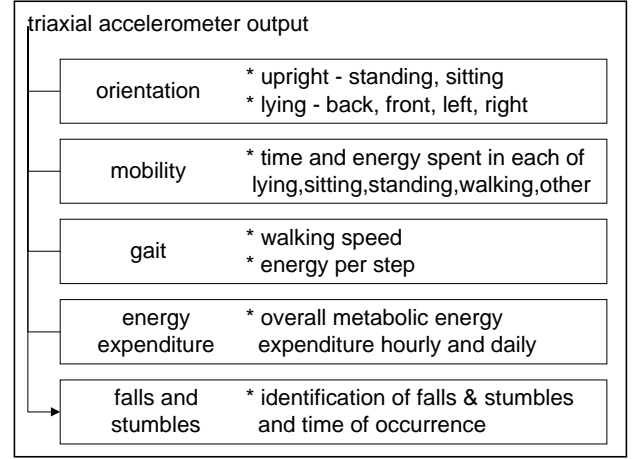 triaxial accelerometer output
orientation
* upright - standing, sitting
* lying - back, front, left, right
mobility
* time and energy spent in each of
lying,sitting,standing,walking,other
gait
* walking speed
* energy per step
energy
expenditure
* overall metabolic energy
expenditure hourly and daily
falls and
stumbles
* identification of falls & stumbles
and time of occurrence